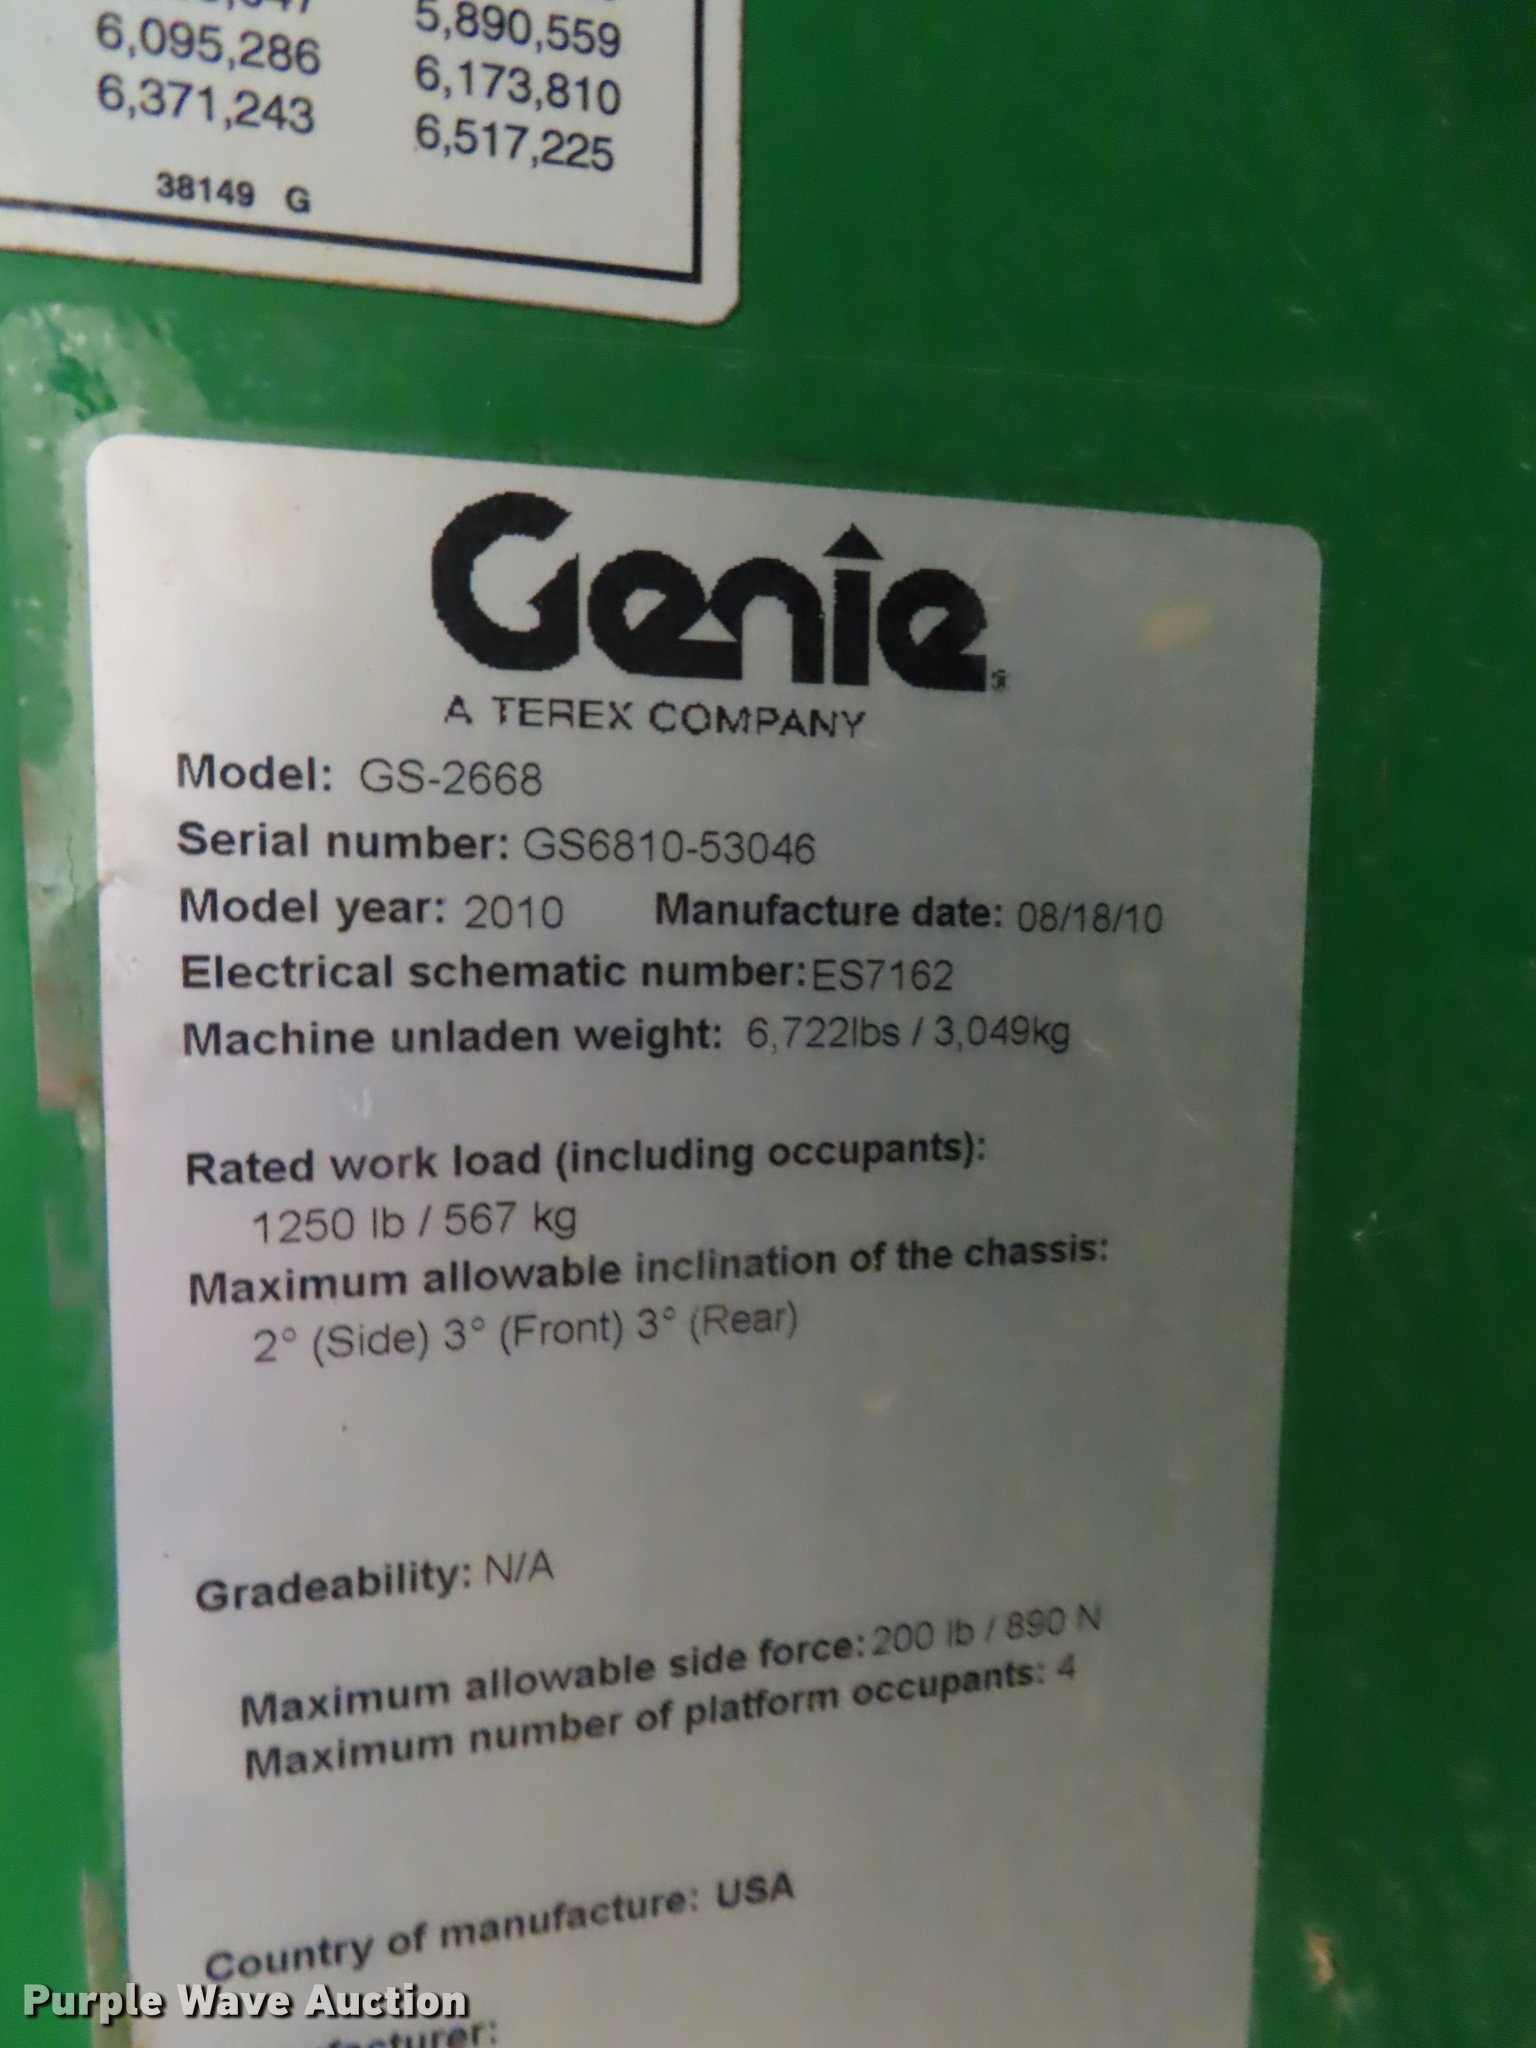 6,095,286 5,890,559
6,371,243 6,173,810
6,517,225
38149 G
Genie
A TEREX COMPANY
Model: GS-2668
Serial number: GS6810-53046
Model year: 2010 Manufacture date: 08/18/10
Electrical schematic number: ES7162
Machine unladen weight: 6,722lbs / 3,049kg
Rated work load (including occupants):
1250 lb / 567 kg
Maximum allowable inclination of the chassis:
2° (Side) 3° (Front) 3° (Rear)
Gradeability: N/A
Maximum allowable side force: 200 lb / 890 N
Maximum number of platform occupants: 4
Country of manufacture: USA
Purple Wave Auction